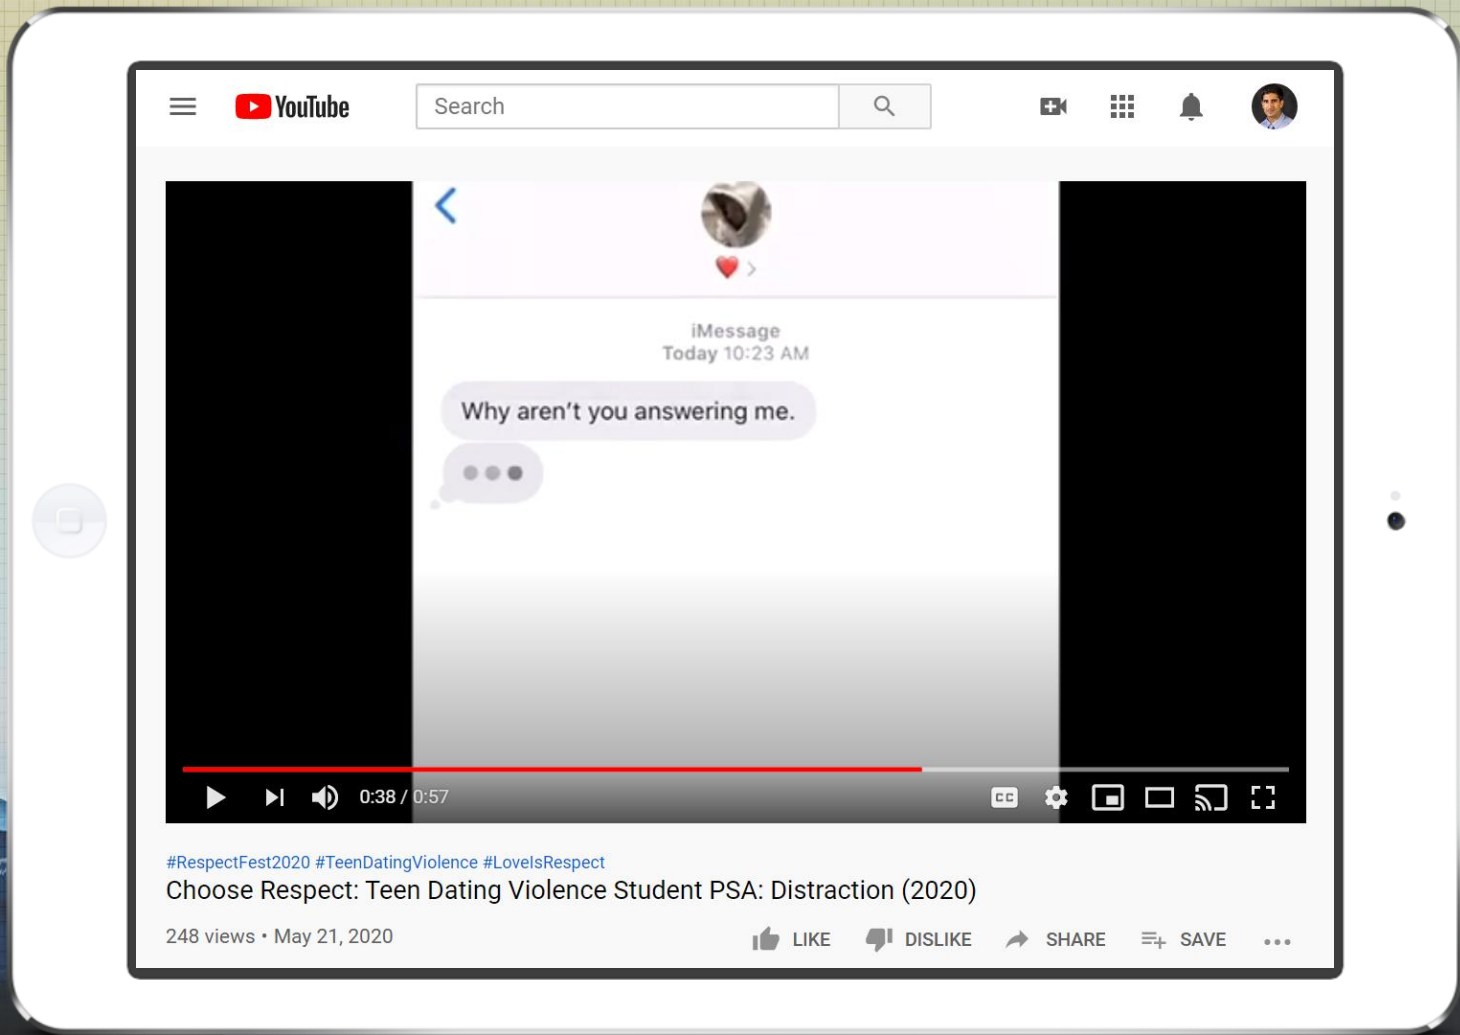 YouTube
Search
iMessage
Today 10:23 AM
Why aren't you answering me.
0:38 / 0:57
CC
#RespectFest2020 #TeenDatingViolence #LoveIsRespect
Choose Respect: Teen Dating Violence Student PSA: Distraction (2020)
248 views • May 21, 2020
LIKE DISLIKE SHARE SAVE